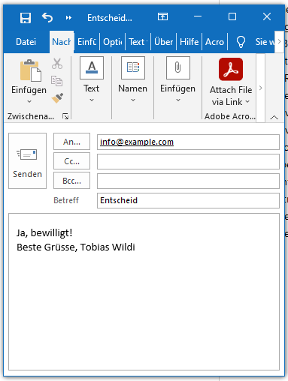 Entscheid...
Datei Nach Einfü Optio Text Über Hilfe Acro Sie w
Einfügen Text Namen Einfügen Attach File via Link
Zwischena... Adobe Acro...
An... info@example.com
Cc...
Bcc...
Senden
Betreff Entscheid
Ja, bewilligt!
Beste Grüsse, Tobias Wildi